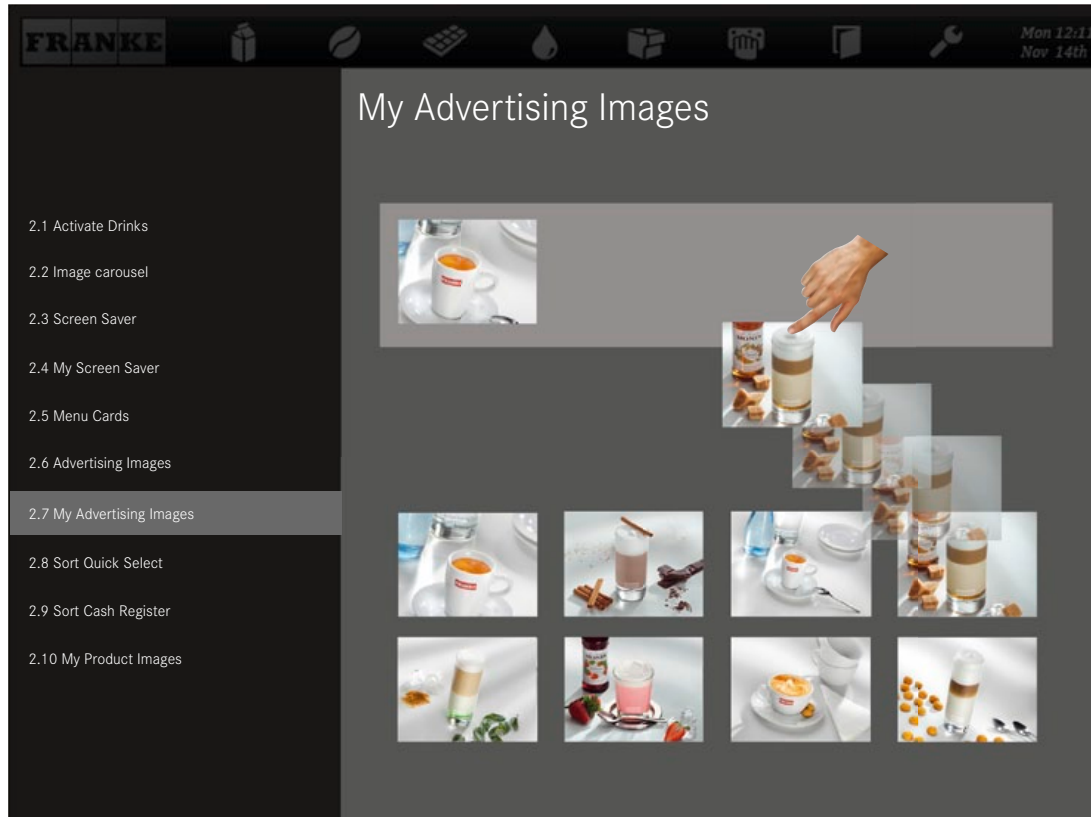 FRANKE
Mon 12:11
Nov 14th
My Advertising Images
2.1 Activate Drinks
2.2 Image carousel
2.3 Screen Saver
2.4 My Screen Saver
2.5 Menu Cards
2.6 Advertising Images
2.7 My Advertising Images
2.8 Sort Quick Select
2.9 Sort Cash Register
2.10 My Product Images